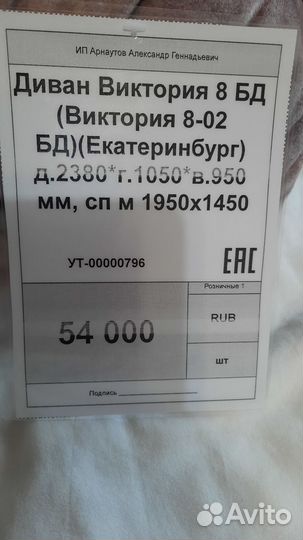 ИП Арнаутов Александр Геннадьевич
Диван Виктория 8 БД
(Виктория 8-02
БД)(Екатеринбург)
д.2380*г.1050*в.950
мм, сп м 1950х1450
УТ-00000796
EAC
Розничные 1
54 000
RUB
шт
Подпись
Avito